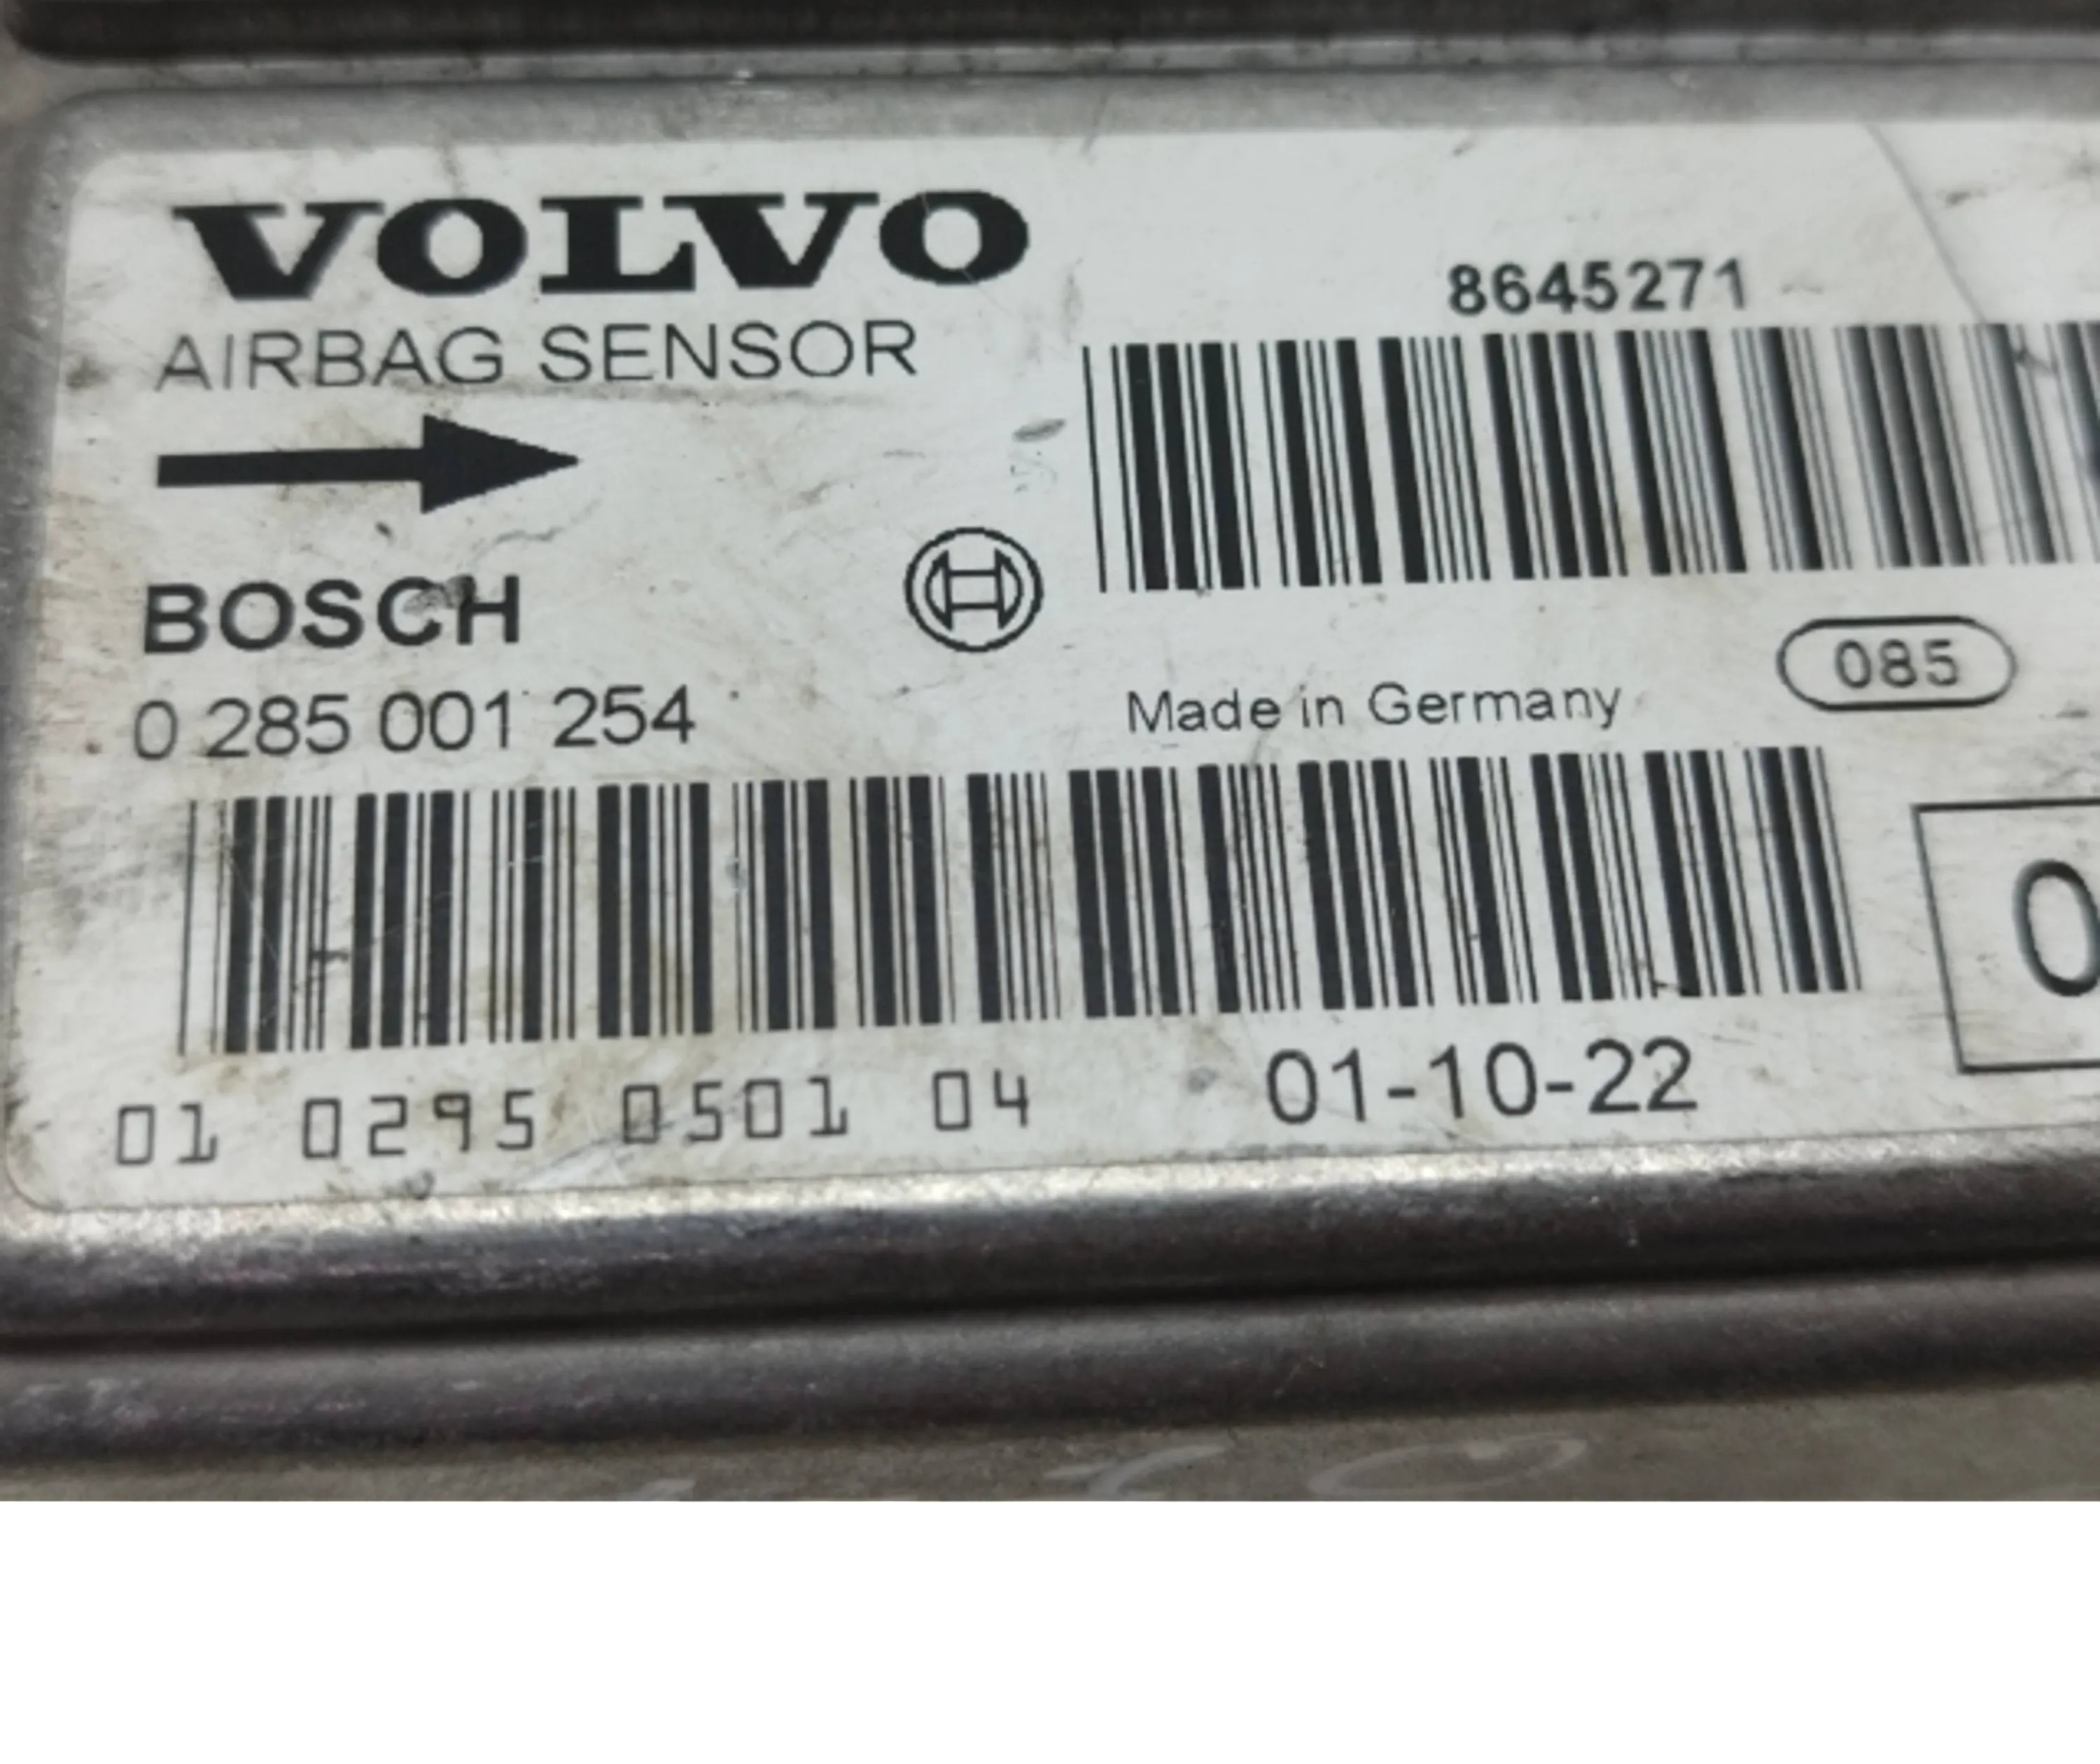 VOLVO
AIRBAG SENSOR
8645271
BOSCH
0 285 001 254
Made in Germany
085
0
01 0295 0501 04
01-10-22